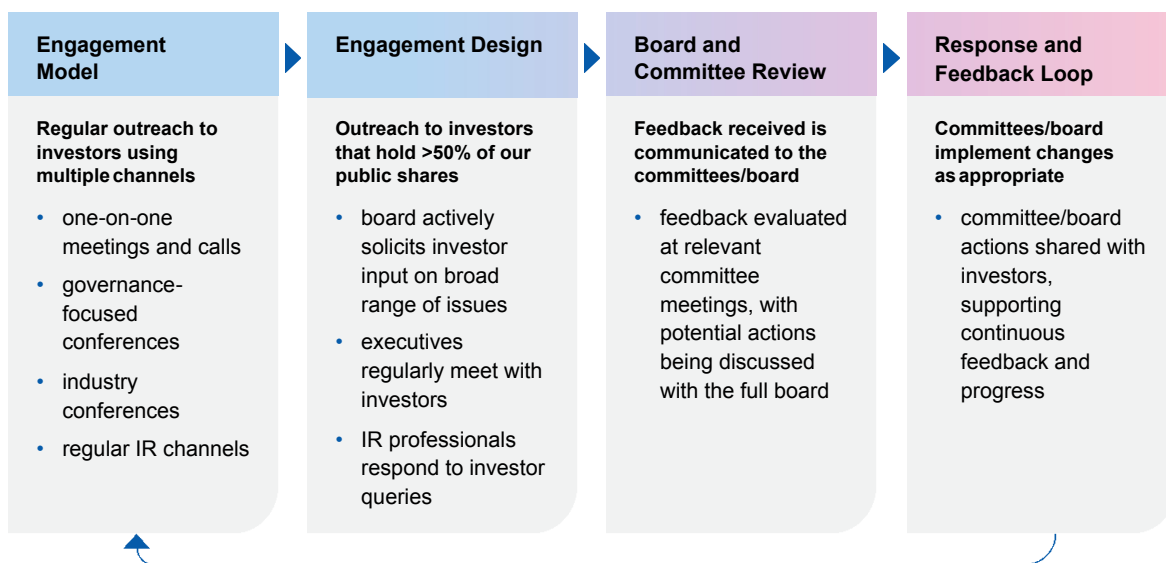 Engagement
Model
Regular outreach to
investors using
multiple channels
• one-on-one
meetings and calls
• governance-
focused
conferences
• industry
conferences
• regular IR channels
Engagement Design
Outreach to investors
that hold >50% of our
public shares
• board actively
solicits investor
input on broad
range of issues
• executives
regularly meet with
investors
• IR professionals
respond to investor
queries
Board and
Committee Review
Feedback received is
communicated to the
committees/board
• feedback evaluated
at relevant
committee
meetings, with
potential actions
being discussed
with the full board
Response and
Feedback Loop
Committees/board
implement changes
as appropriate
• committee/board
actions shared with
investors,
supporting
continuous
feedback and
progress